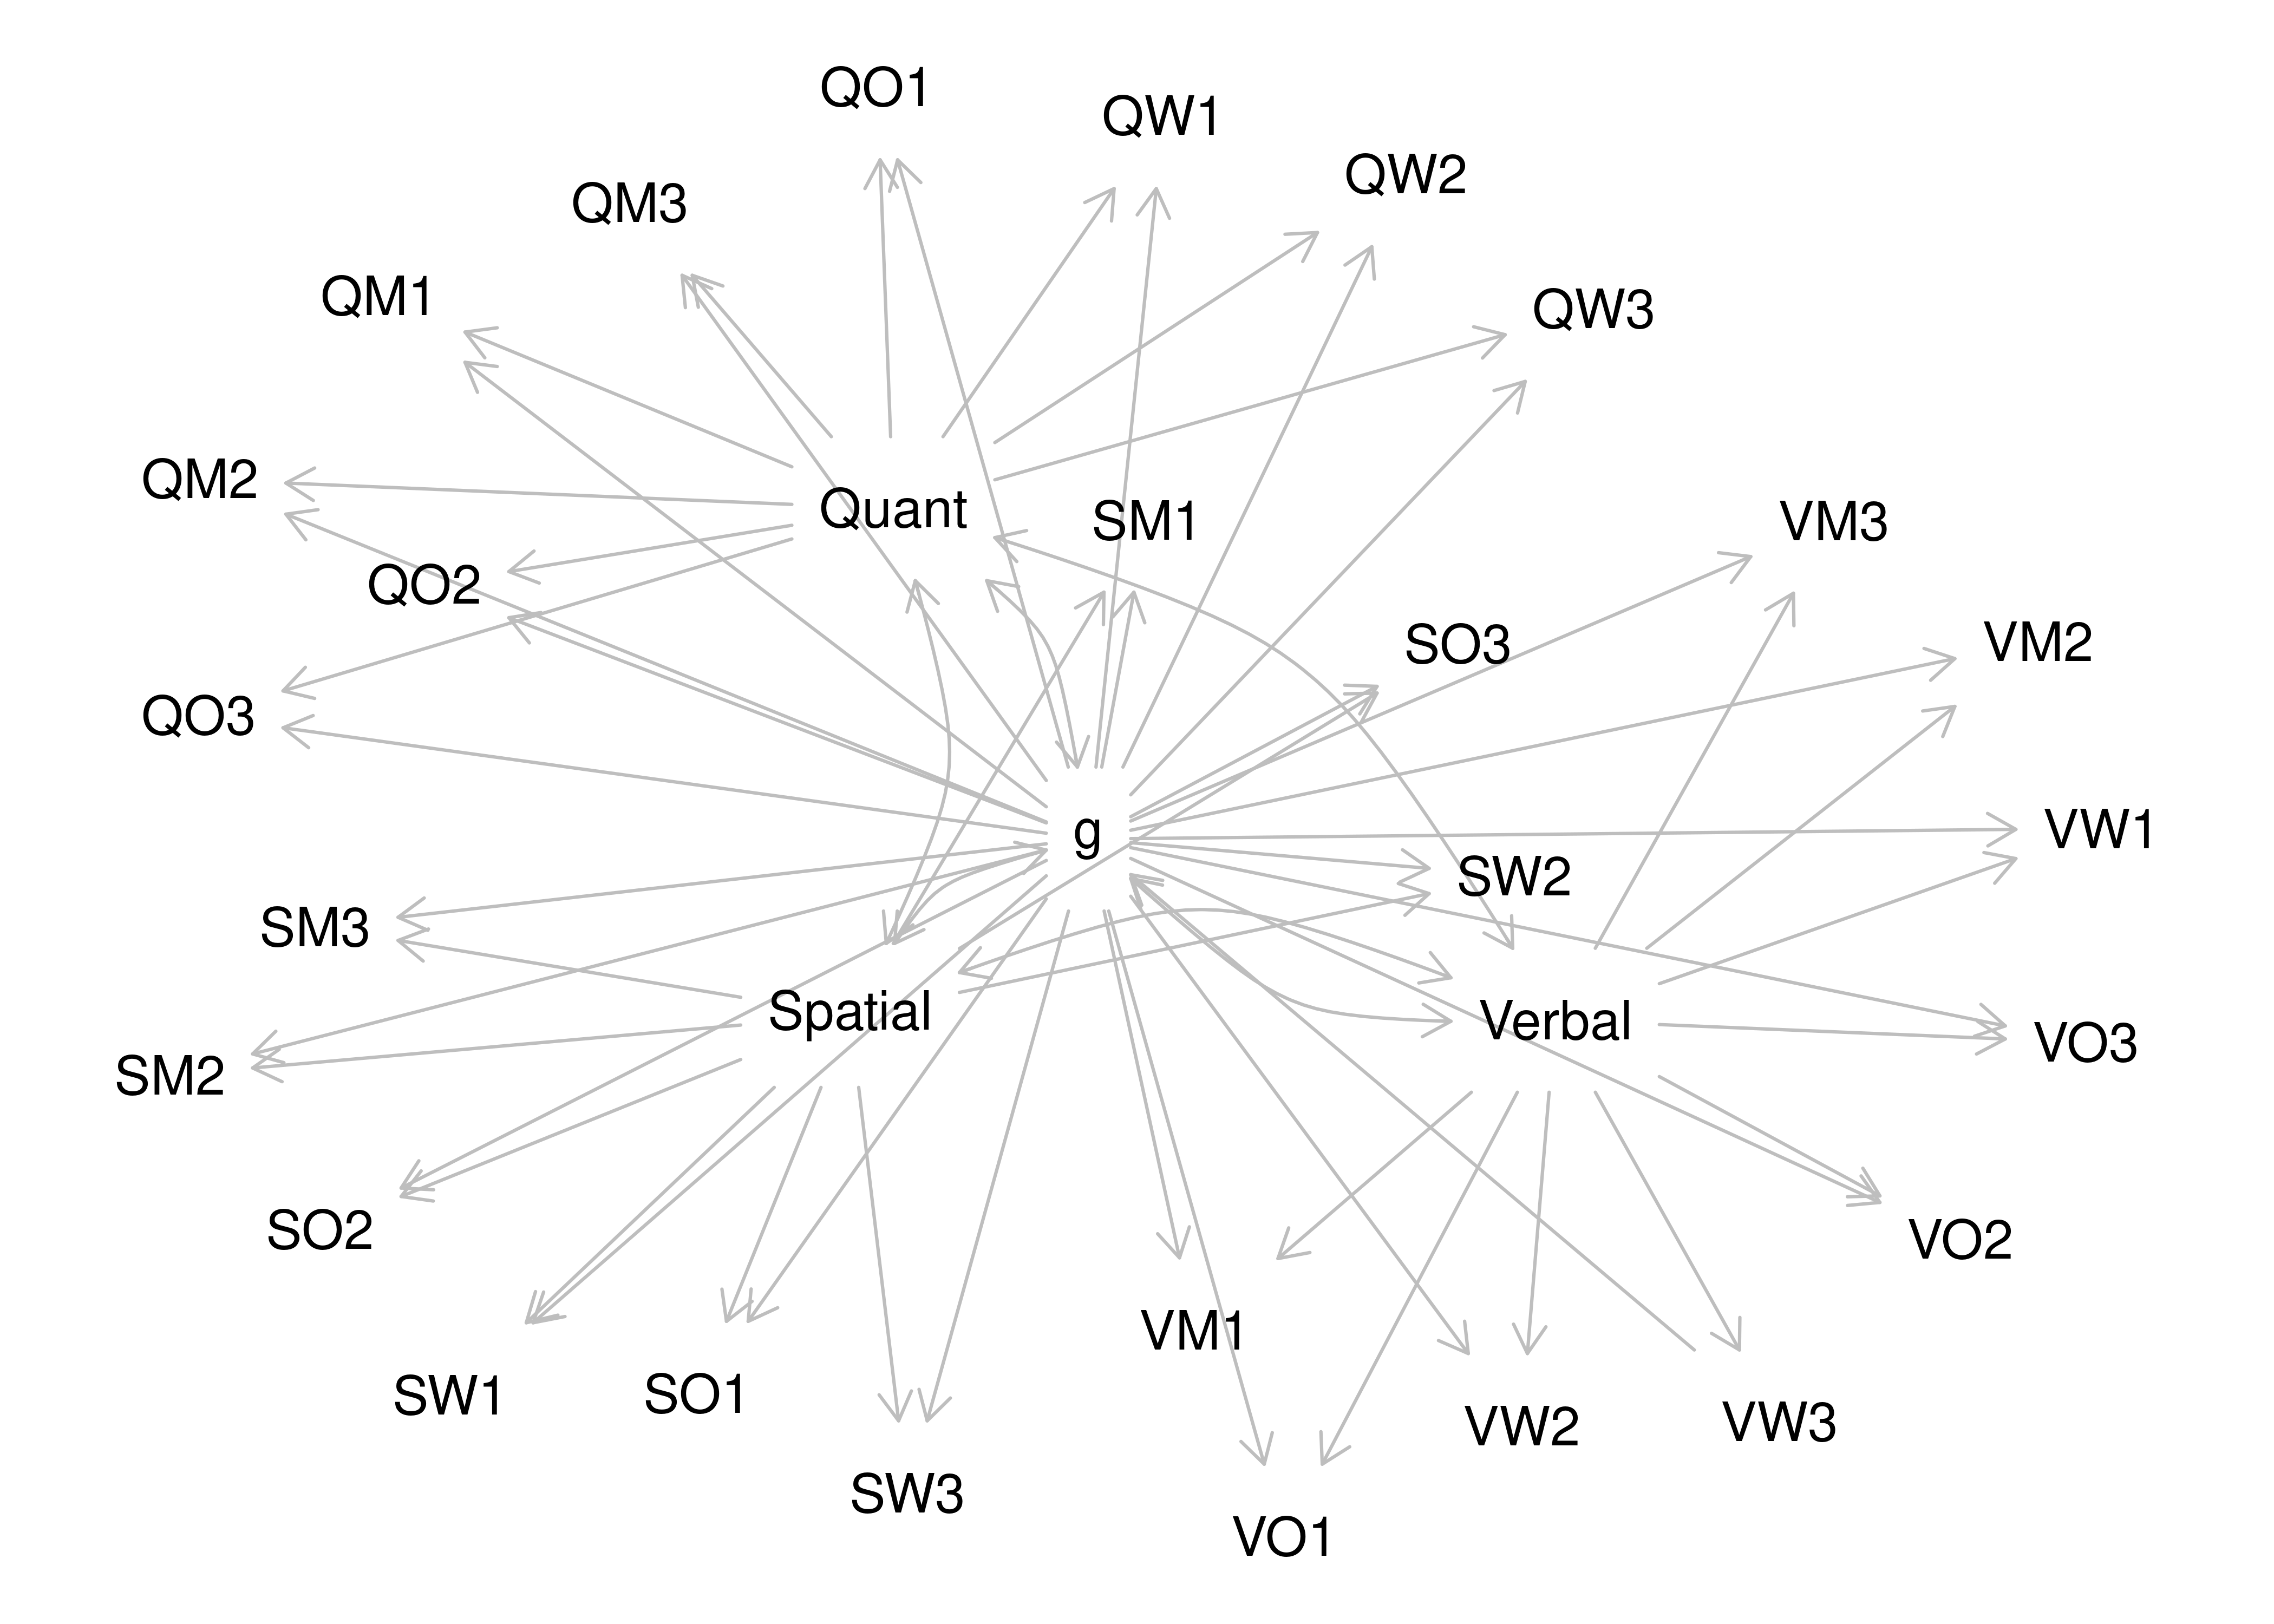 QO1
QW1
QW2
QM3
QM1
QW3
QM2
Quant
SM1
VM3
QO2
SO3
VM2
QO3
g
VW1
SW2
SM3
Spatial
Verbal
VO3
SM2
SO2
VO2
VM1
SW1
SO1
VW2
VW3
SW3
VO1